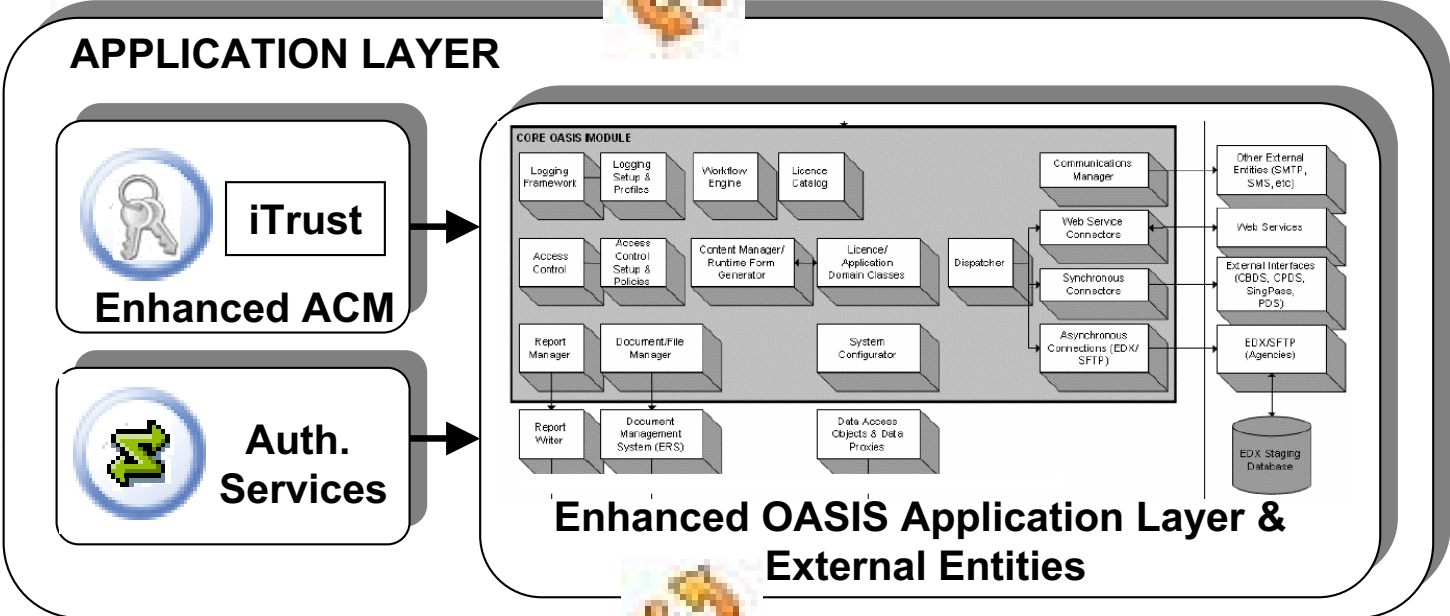 APPLICATION LAYER
iTrust
Enhanced ACM
Auth.
Services
CORE OASIS MODULE
Logging
Framework
Logging
Setup &
Profiles
Workflow
Engine
Licence
Catalog
Communications
Manager
Other External
Entities (SMTP,
SMS, etc)
Access
Control
Access
Control
Setup &
Policies
Content Manager/
Runtime Form
Generator
Licence/
Application
Domain Classes
Dispatcher
Web Service
Connectors
Web Services
Synchronous
Connectors
External Interfaces
(CBDS, CPDS,
SingPass,
PDS)
Report
Manager
Document/File
Manager
System
Configurator
Asynchronous
Connections (EDX/
SFTP)
EDX/SFTP
(Agencies)
Report
Writer
Document
Management
System (ERS)
Data Access
Objects & Data
Proxies
EDX Staging
Database
Enhanced OASIS Application Layer &
External Entities